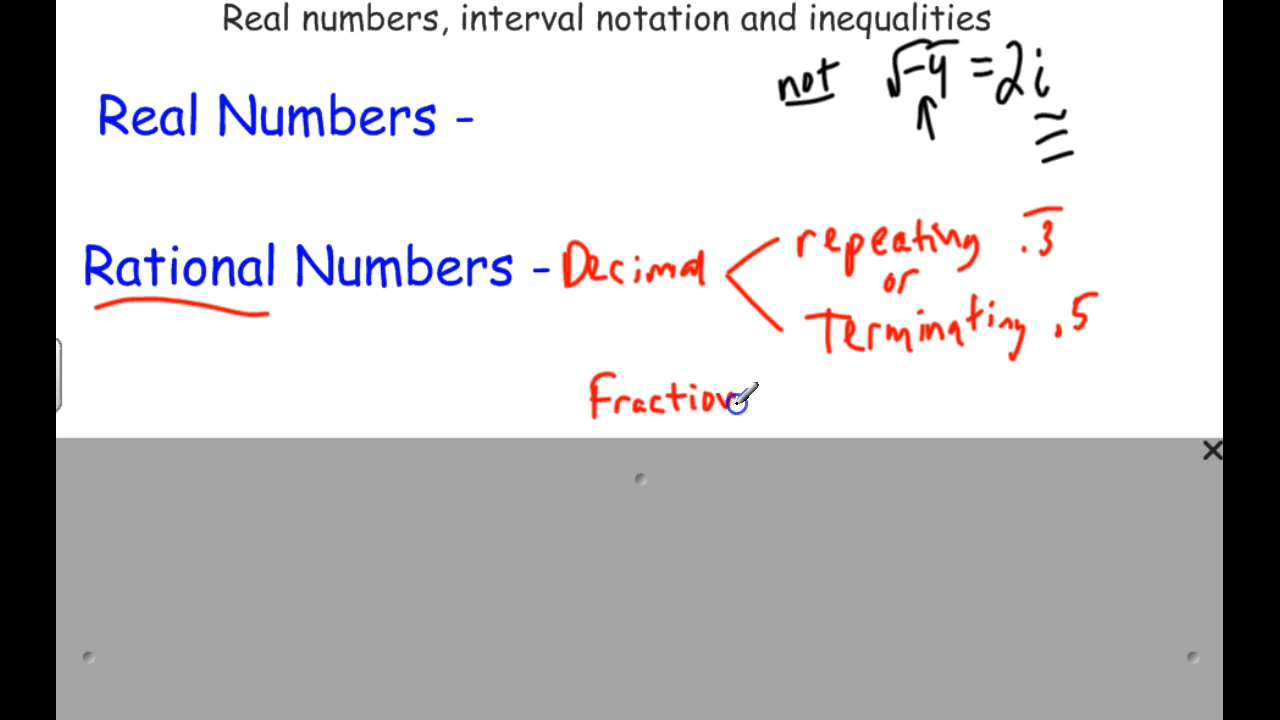 Real numbers, interval notation and inequalities
not √-4 = 2i
Real Numbers -
Rational Numbers - Decimal
repeating .3̅
or
Terminating .5
Fraction